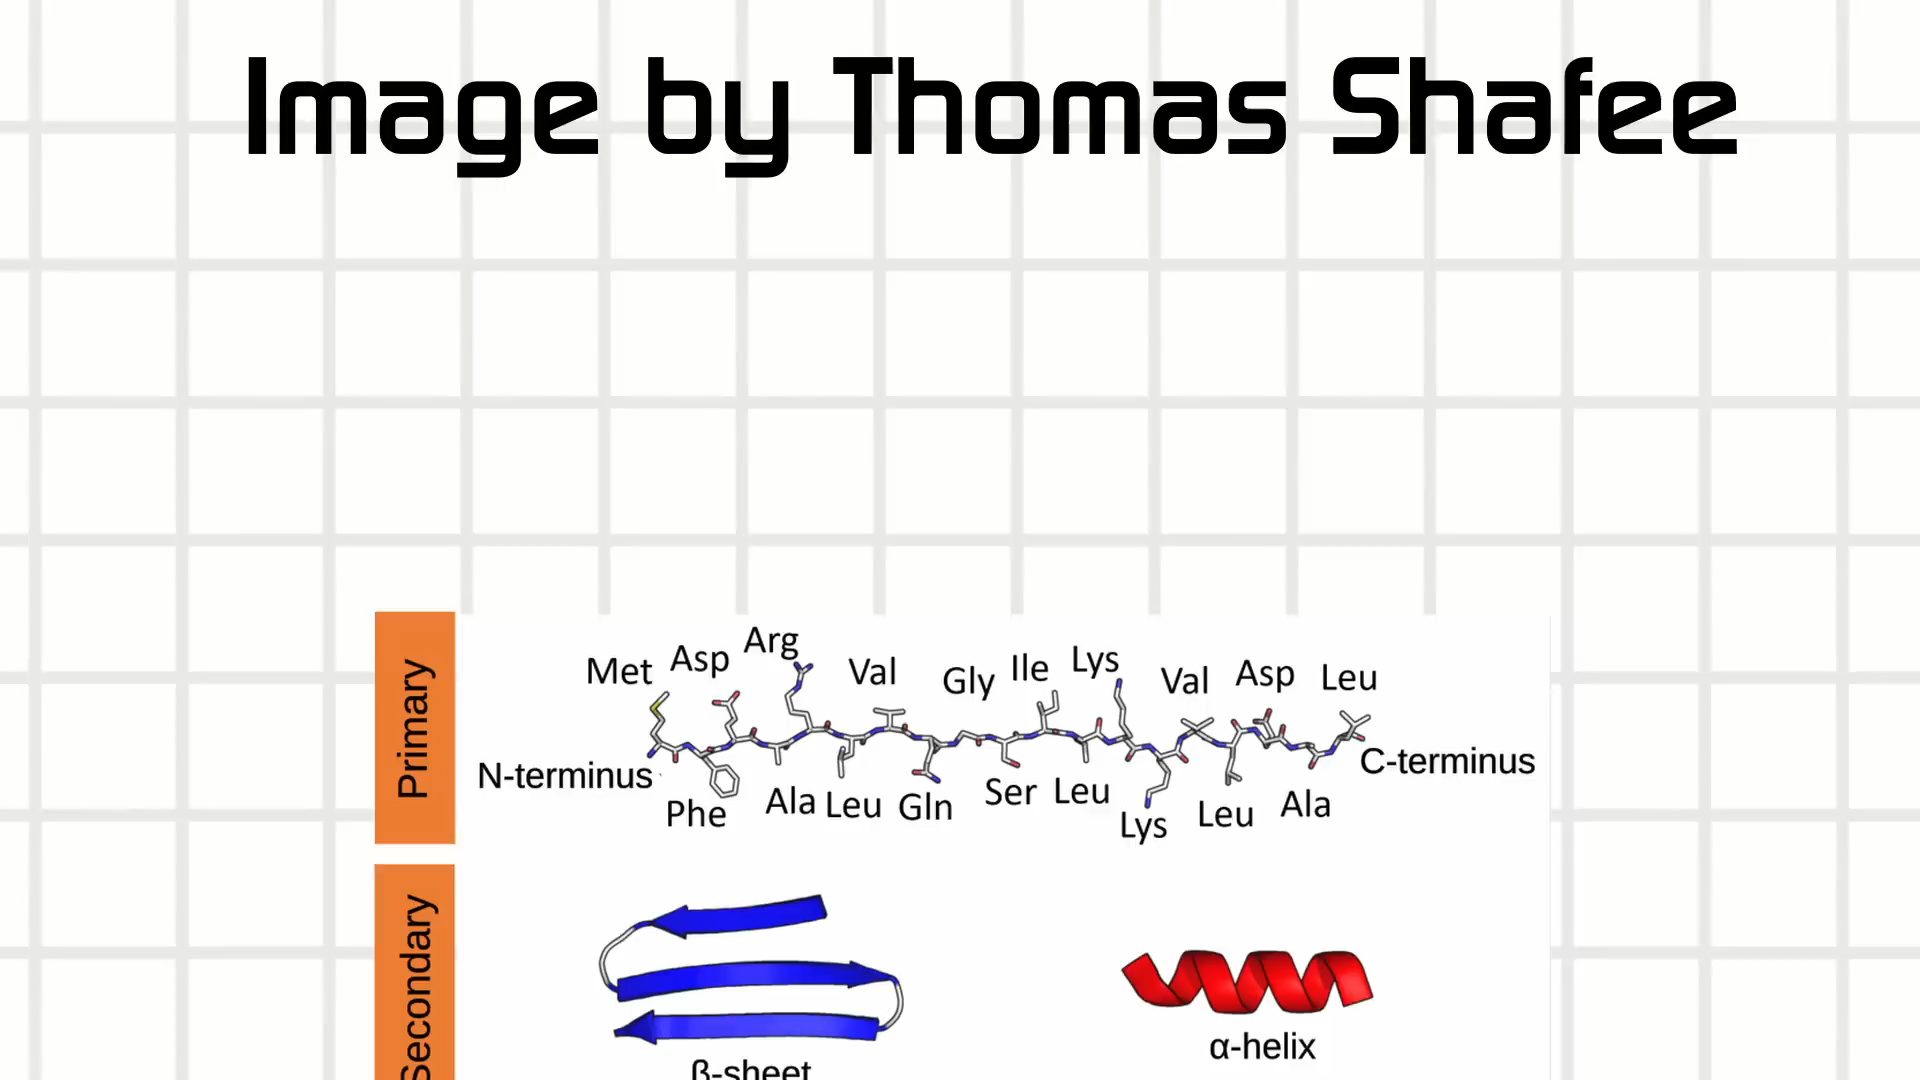 Image by Thomas Shafee
Primary
Met Asp Arg Val Gly Ile Lys Val Asp Leu
N-terminus C-terminus
Phe Ala Leu Gln Ser Leu Lys Leu Ala
Secondary
β-sheet
α-helix